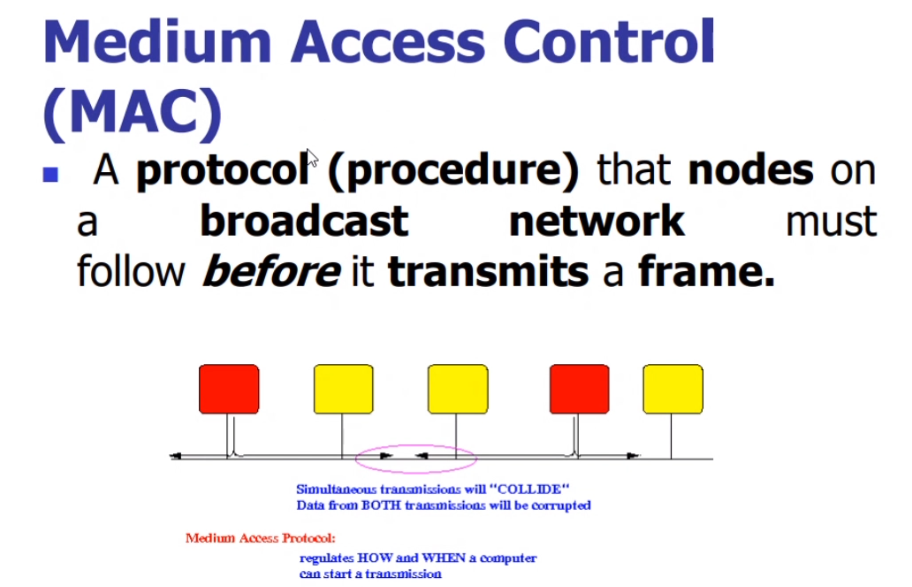 Medium Access Control
(MAC)
A protocol (procedure) that nodes on
a broadcast network must
follow before it transmits a frame.
Simultaneous transmissions will "COLLIDE"
Data from BOTH transmissions will be corrupted
Medium Access Protocol:
regulates HOW and WHEN a computer
can start a transmission